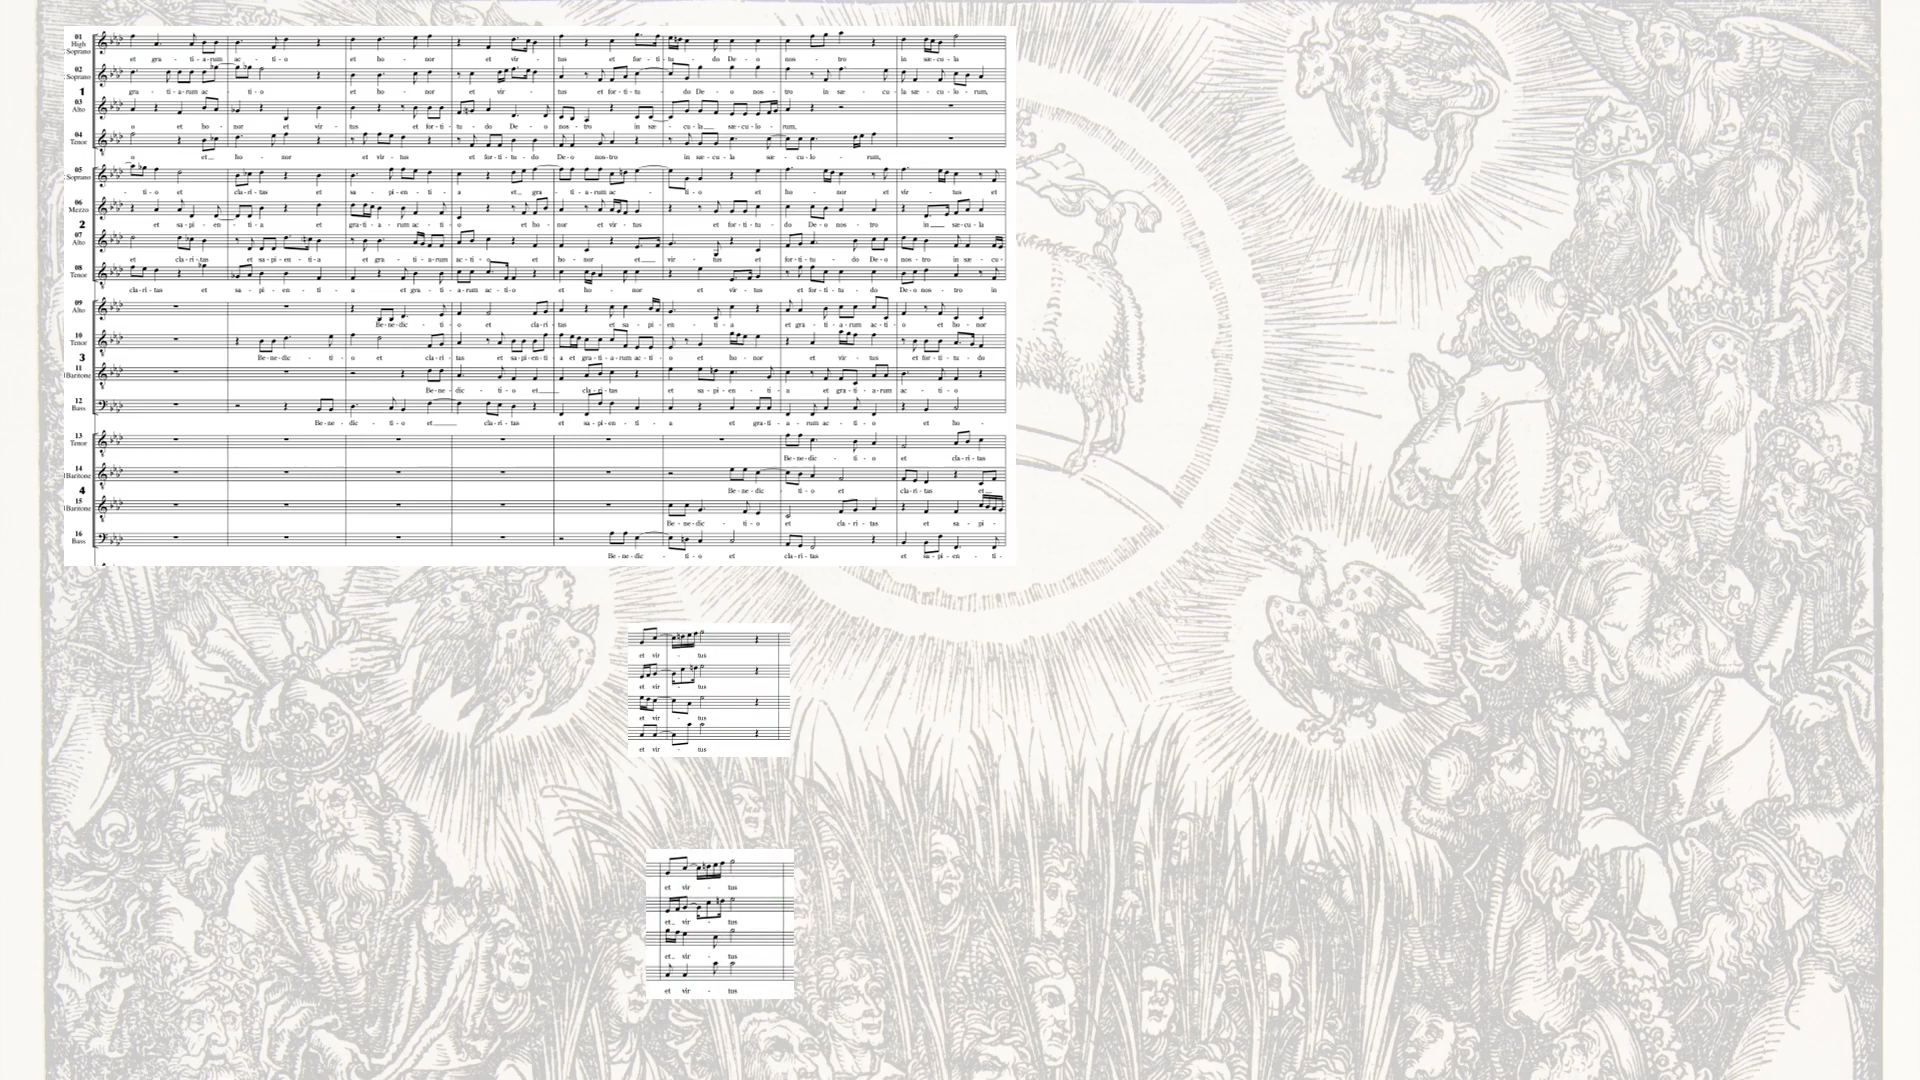 01
High
Soprano
et gra - ti - a - rum ac - ti - o et ho - nor et vir - tus et for - ti - tu - do De - o nos - tro in sæ - cu - la
02
Soprano
gra - ti - a - rum ac - ti - o et ho - nor et vir - tus et for - ti - tu - do De - o nos - tro in sæ - cu - la sæ - cu - lo - rum,
1
03
Alto
o et ho - nor et vir - tus et for - ti - tu - do De - o nos - tro in sæ - cu - la sæ - cu - lo - rum,
04
Tenor
o et ho - nor et vir - tus et for - ti - tu - do De - o nos - tro in sæ - cu - la sæ - cu - lo - rum,
05
Soprano
ti - o et cla - ri - tas et sa - pi - en - ti - a et gra - ti - a - rum ac - ti - o et ho - nor et vir - tus et
06
Mezzo
et sa - pi - en - ti - a et gra - ti - a - rum ac - ti - o et ho - nor et vir - tus et for - ti - tu - do De - o nos - tro in sæ - cu - la
2
07
Alto
et cla - ri - tas et sa - pi - en - ti - a et gra - ti - a - rum ac - ti - o et ho - nor et vir - tus et for - ti - tu - do De - o nos - tro in sæ - cu -
08
Tenor
cla - ri - tas et sa - pi - en - ti - a et gra - ti - a - rum ac - ti - o et ho - nor et vir - tus et for - ti - tu - do De - o nos - tro in
09
Alto
Be - ne - dic - ti - o et cla - ri - tas et sa - pi - en - ti - a et gra - ti - a - rum ac - ti - o et ho - nor
10
Tenor
Be - ne - dic - ti - o et cla - ri - tas et sa - pi - en - ti - a et gra - ti - a - rum ac - ti - o et ho - nor et vir - tus et for - ti - tu - do
3
11
Baritone
Be - ne - dic - ti - o et cla - ri - tas et sa - pi - en - ti - a et gra - ti - a - rum ac - ti - o
12
Bass
Be - ne - dic - ti - o et cla - ri - tas et sa - pi - en - ti - a et gra - ti - a - rum ac - ti - o et ho -
13
Tenor
Be - ne - dic - ti - o et cla - ri - tas
14
Baritone
Be - ne - dic - ti - o et cla - ri - tas et
4
15
Baritone
Be - ne - dic - ti - o et cla - ri - tas et sa - pi -
16
Bass
Be - ne - dic - ti - o et cla - ri - tas et sa - pi - en - ti -
et vir - tus
et vir - tus
et vir - tus
et vir - tus
et vir - tus
et vir - tus
et vir - tus
et vir - tus